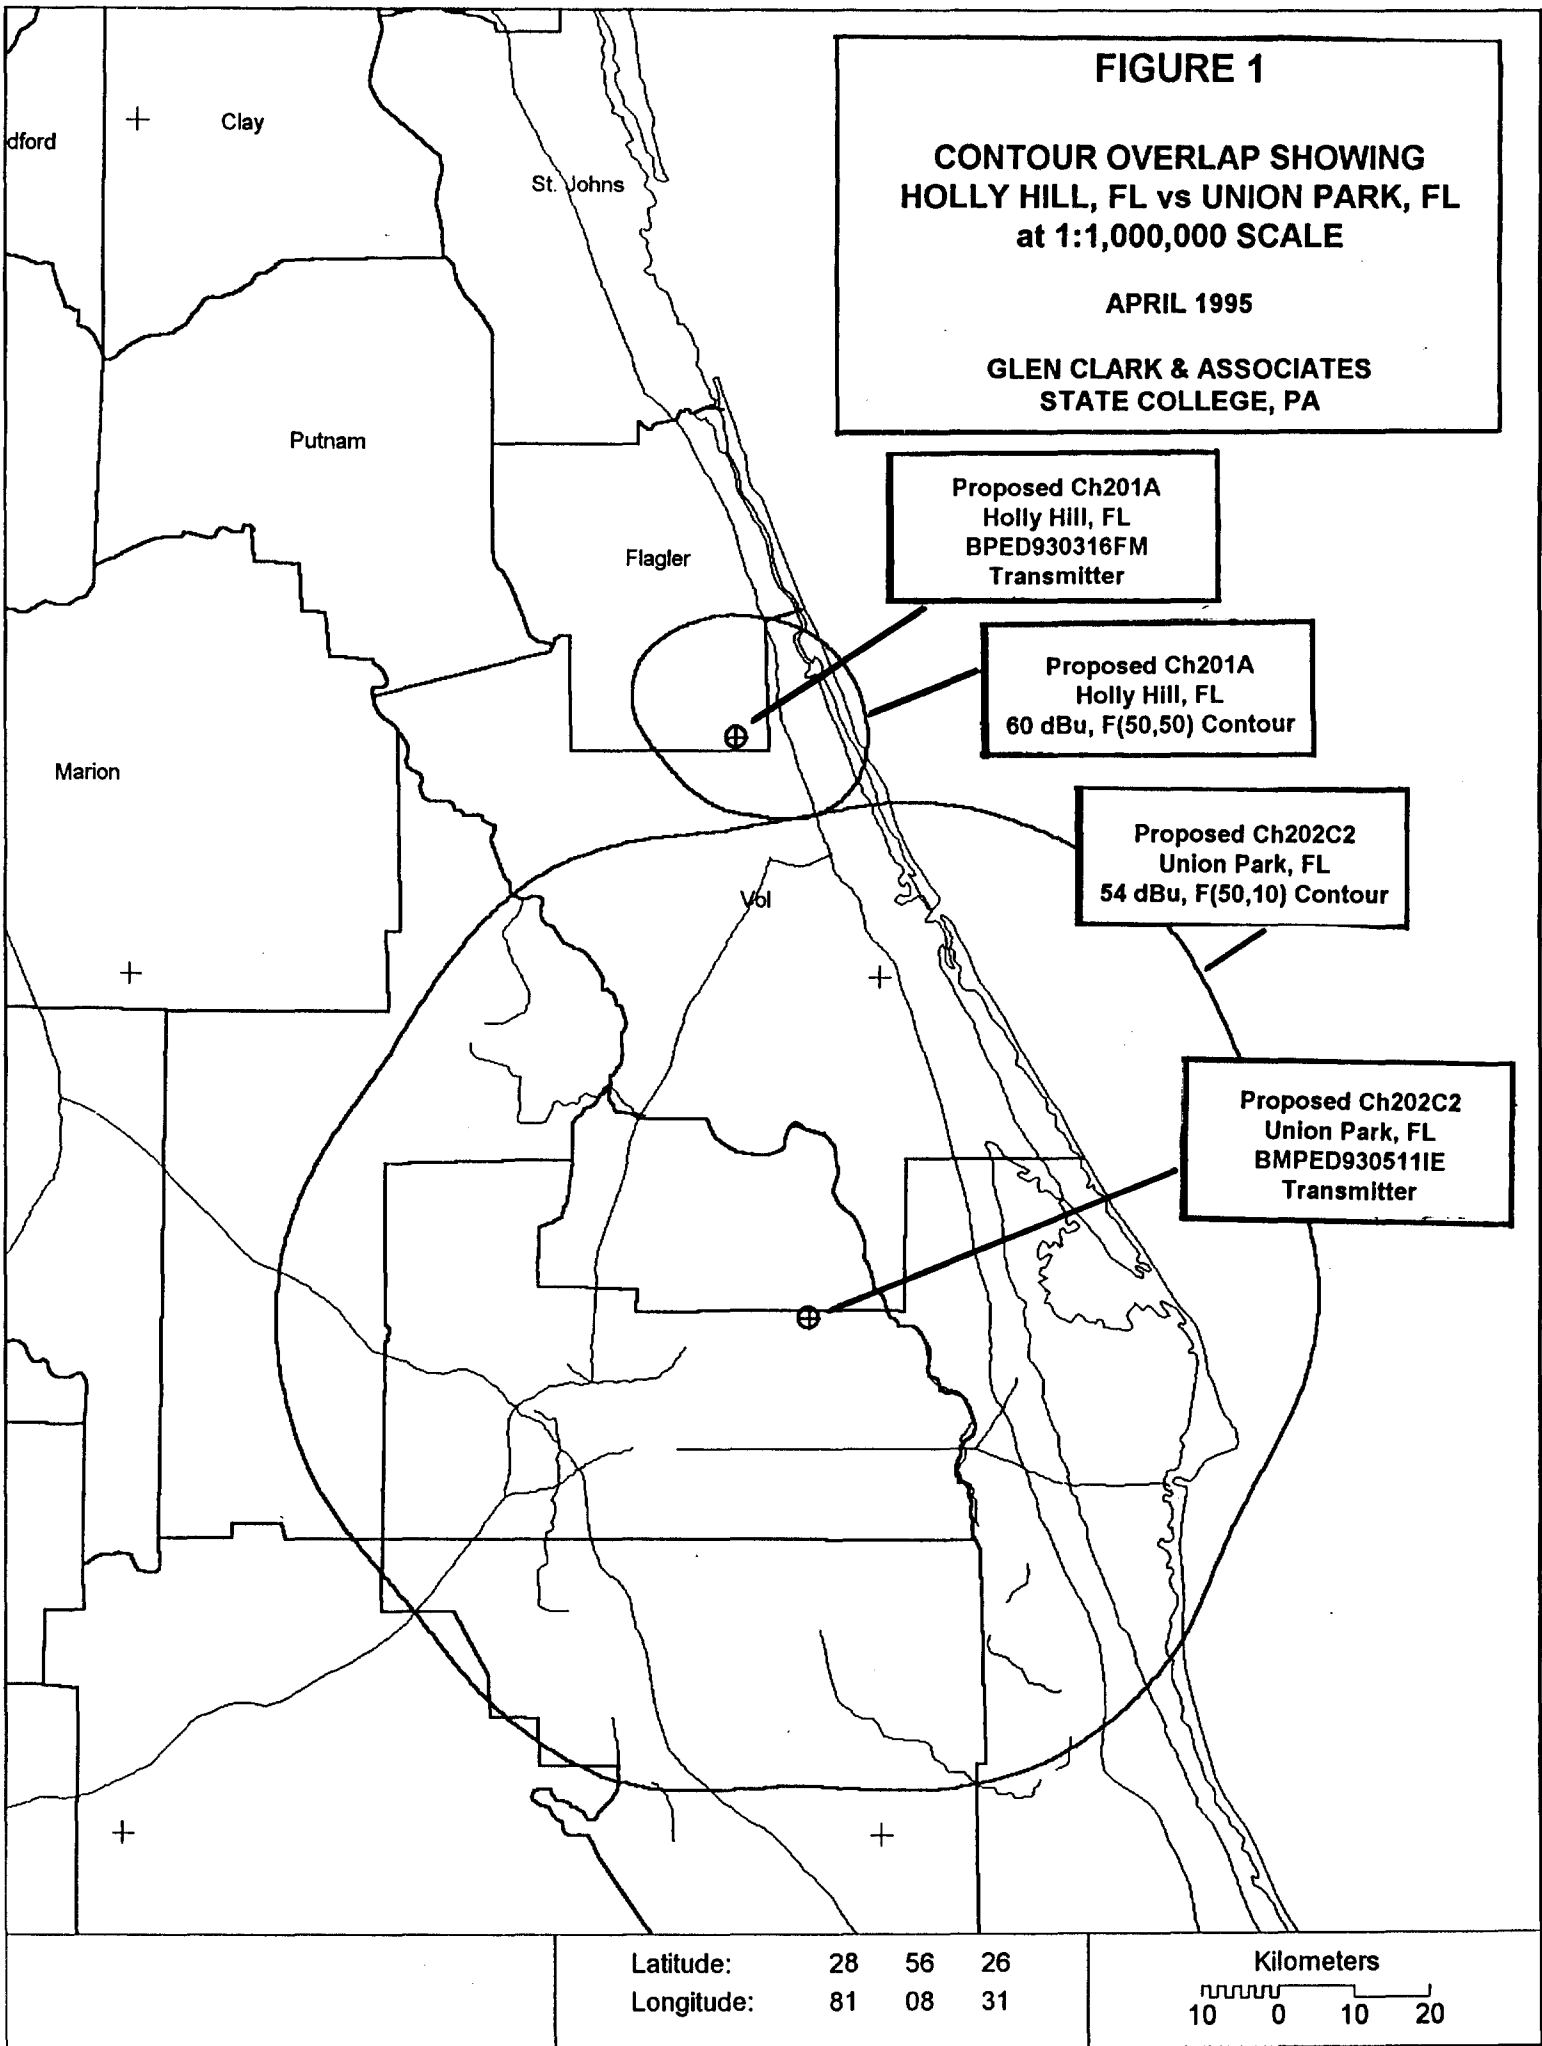 FIGURE 1
CONTOUR OVERLAP SHOWING
HOLLY HILL, FL vs UNION PARK, FL
at 1:1,000,000 SCALE
APRIL 1995
GLEN CLARK & ASSOCIATES
STATE COLLEGE, PA
dford
Clay
St. Johns
Putnam
Flagler
Marion
Vol
Proposed Ch201A
Holly Hill, FL
BPED930316FM
Transmitter
Proposed Ch201A
Holly Hill, FL
60 dBu, F(50,50) Contour
Proposed Ch202C2
Union Park, FL
54 dBu, F(50,10) Contour
Proposed Ch202C2
Union Park, FL
BMPED930511IE
Transmitter
Latitude: 28 56 26
Longitude: 81 08 31
Kilometers
10 0 10 20